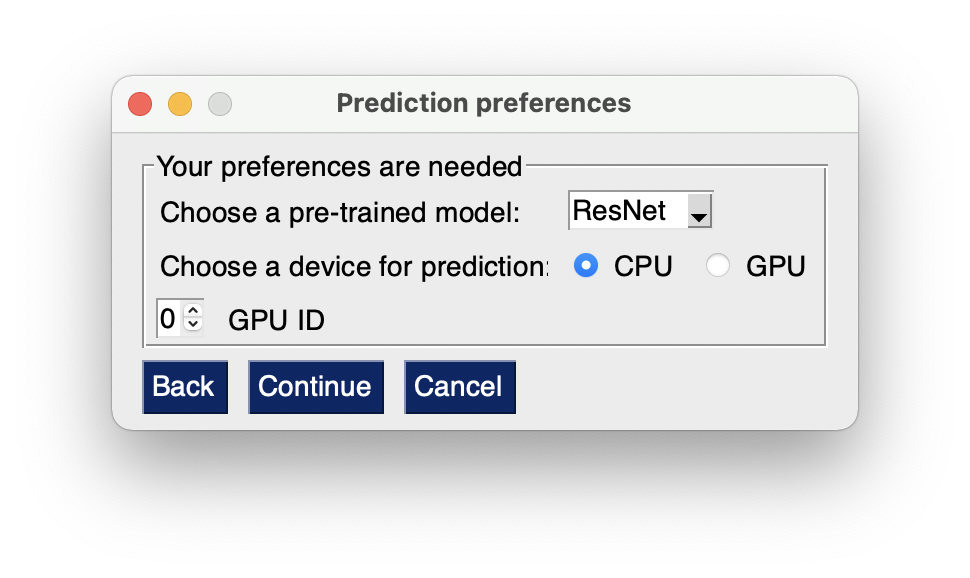 Prediction preferences
Your preferences are needed
Choose a pre-trained model: ResNet
Choose a device for prediction: CPU GPU
0 GPU ID
Back Continue Cancel